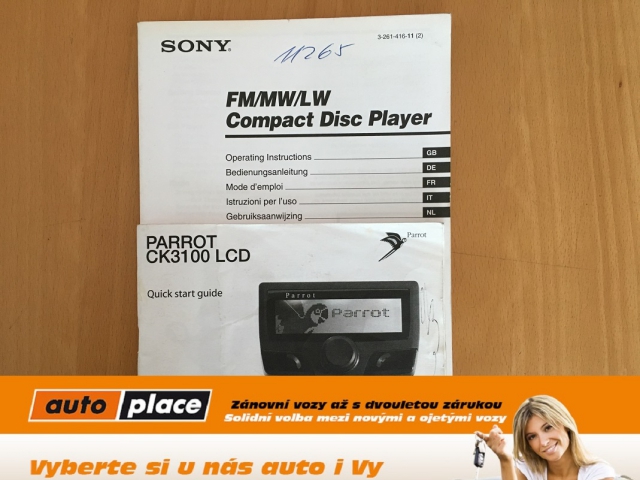 SONY
3-261-416-11 (2)
11265
FM/MW/LW
Compact Disc Player
Operating Instructions GB
Bedienungsanleitung DE
Mode d'emploi FR
Istruzioni per l'uso IT
Gebruiksaanwijzing NL
PARROT
CK3100 LCD
Parrot
Quick start guide
Parrot
Parrot
auto place
Zánovní vozy až s dvouletou zárukou
Solidní volba mezi novými a ojetými vozy
Vyberte si u nás auto i Vy